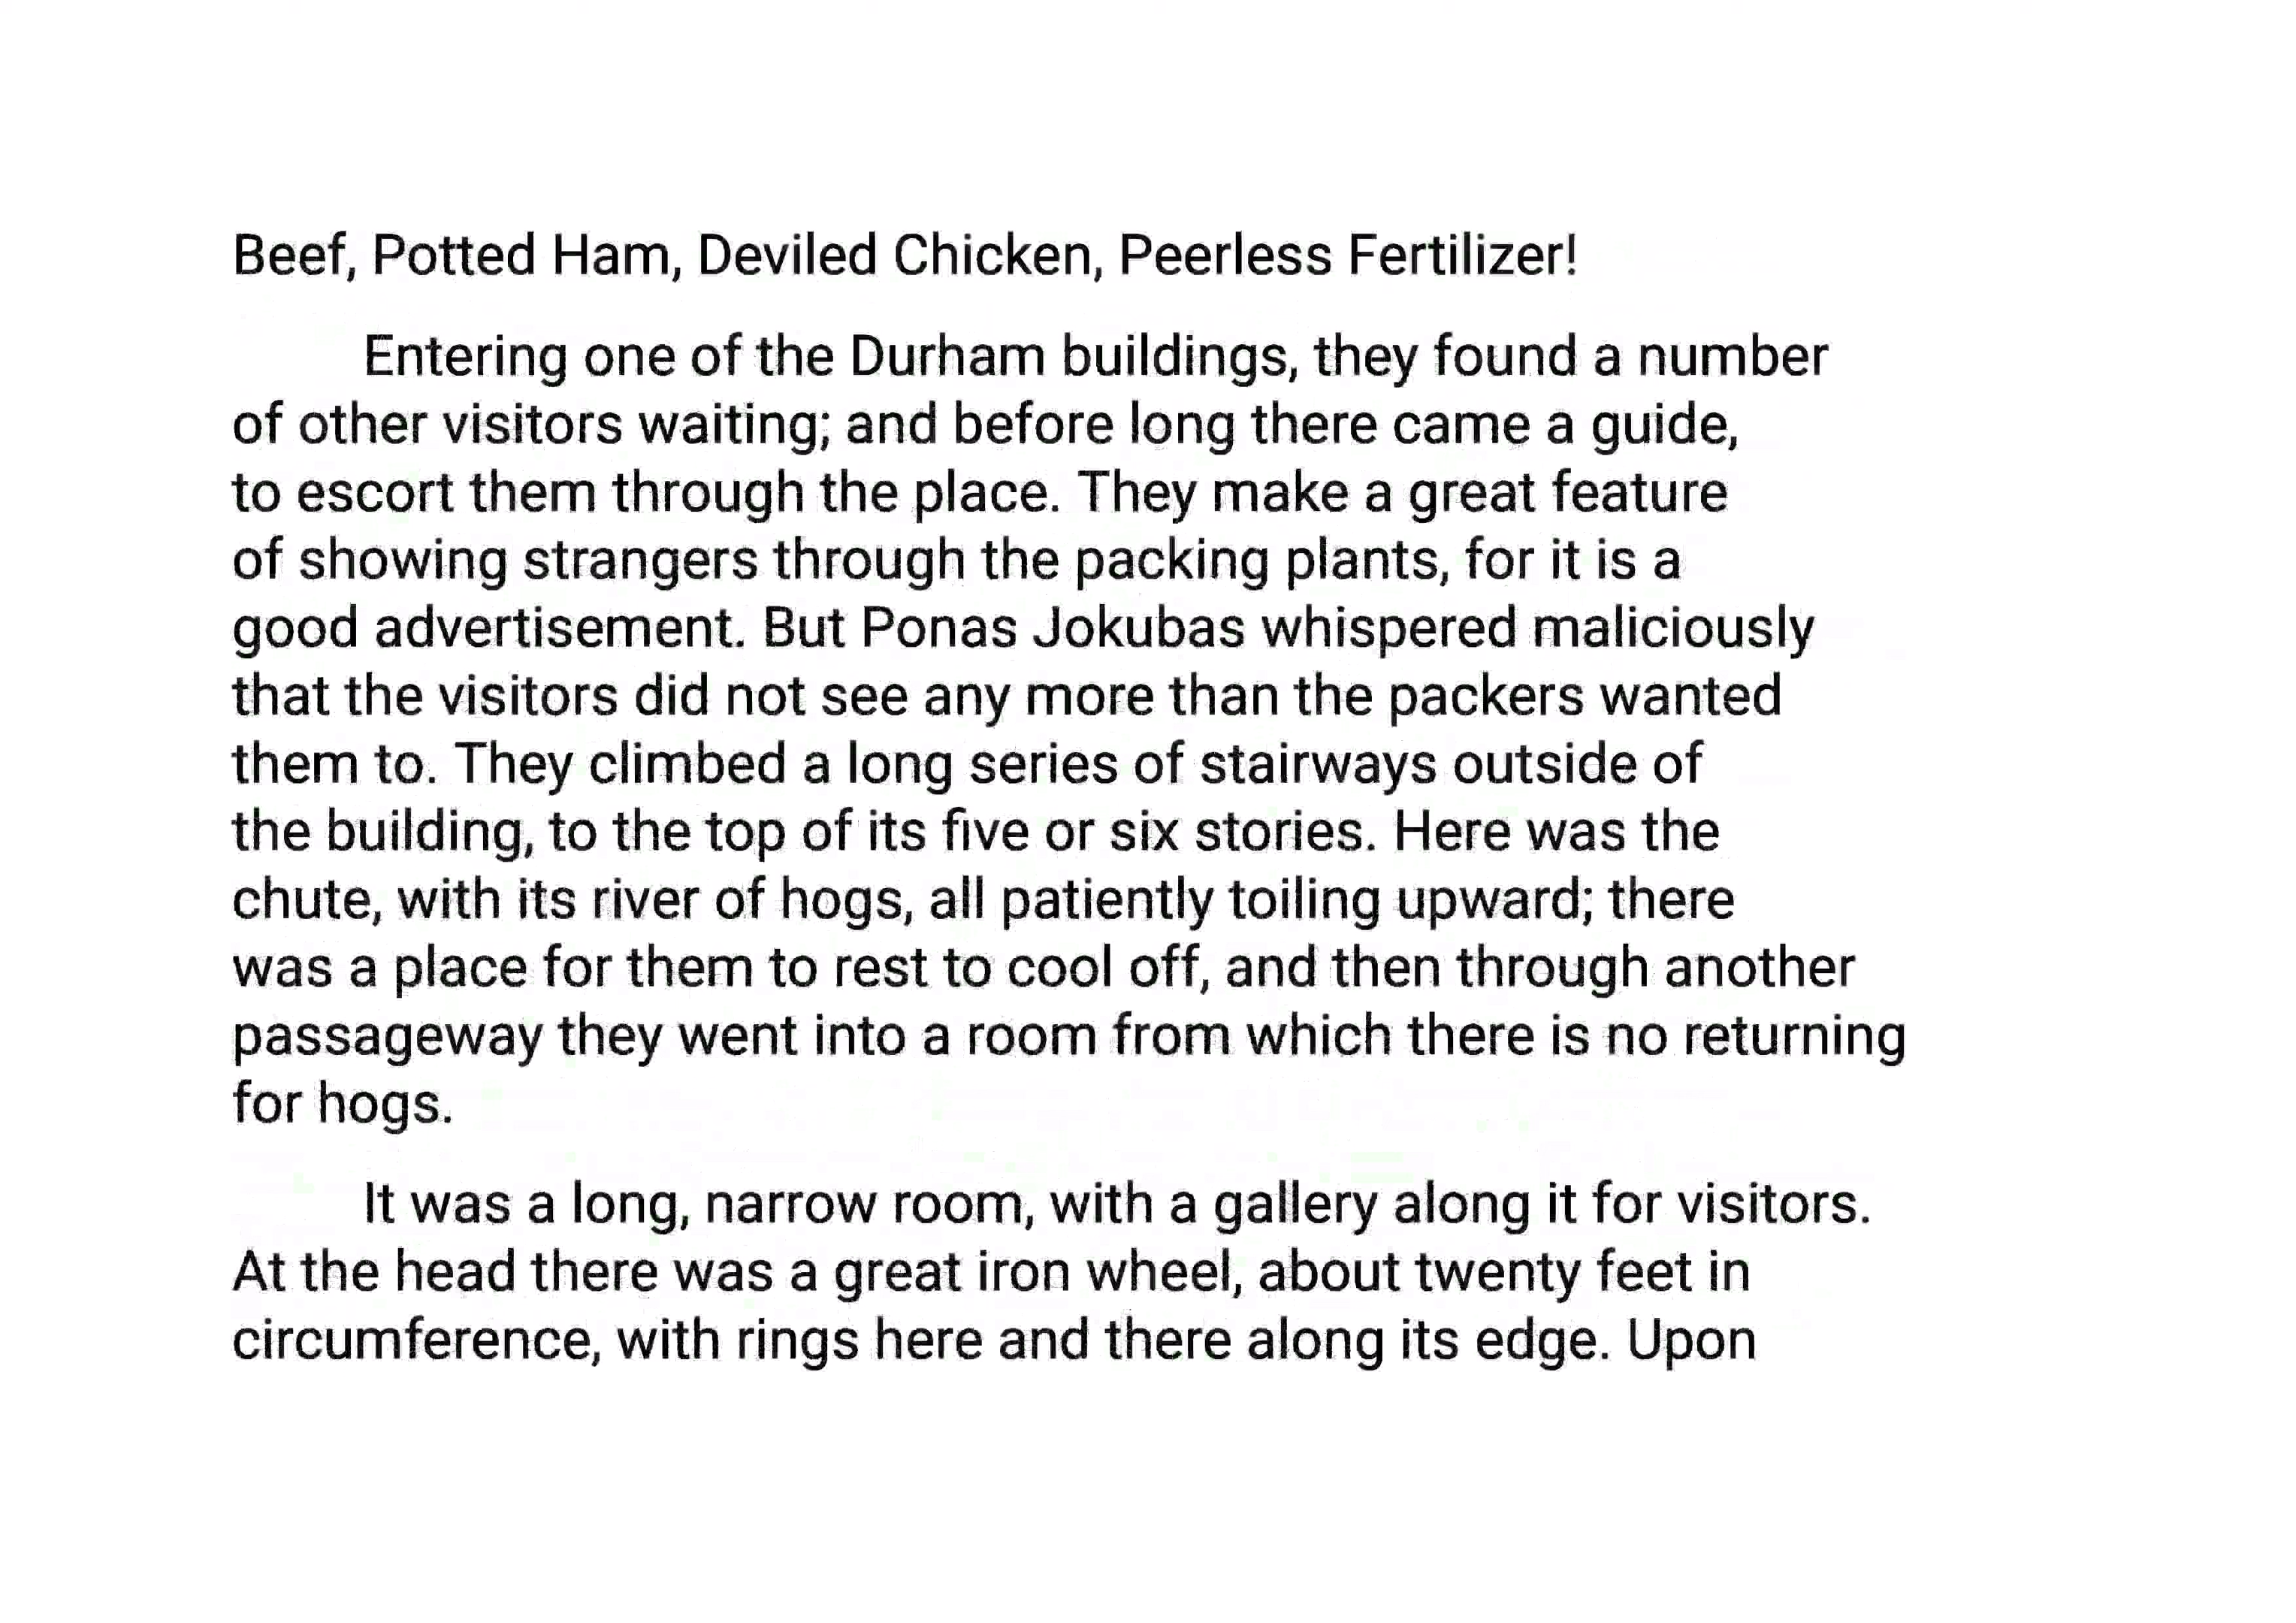 Beef, Potted Ham, Deviled Chicken, Peerless Fertilizer!
Entering one of the Durham buildings, they found a number
of other visitors waiting; and before long there came a guide,
to escort them through the place. They make a great feature
of showing strangers through the packing plants, for it is a
good advertisement. But Ponas Jokubas whispered maliciously
that the visitors did not see any more than the packers wanted
them to. They climbed a long series of stairways outside of
the building, to the top of its five or six stories. Here was the
chute, with its river of hogs, all patiently toiling upward; there
was a place for them to rest to cool off, and then through another
passageway they went into a room from which there is no returning
for hogs.
It was a long, narrow room, with a gallery along it for visitors.
At the head there was a great iron wheel, about twenty feet in
circumference, with rings here and there along its edge. Upon